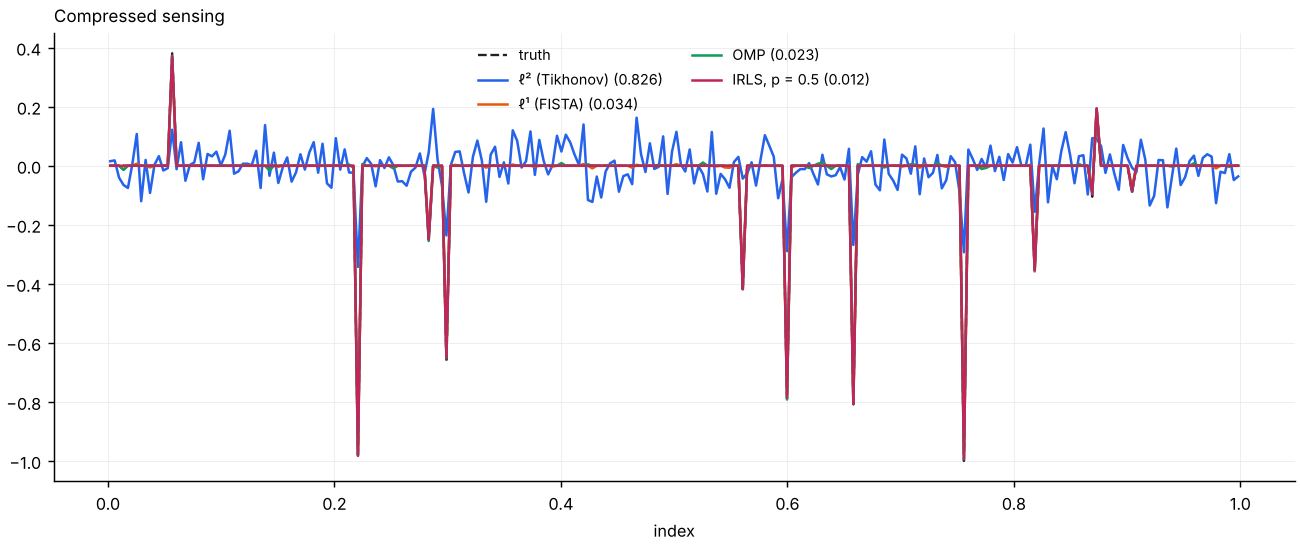 Compressed sensing
truth
ℓ² (Tikhonov) (0.826)
ℓ¹ (FISTA) (0.034)
OMP (0.023)
IRLS, p = 0.5 (0.012)
0.4
0.2
0.0
−0.2
−0.4
−0.6
−0.8
−1.0
0.0 0.2 0.4 0.6 0.8 1.0
index